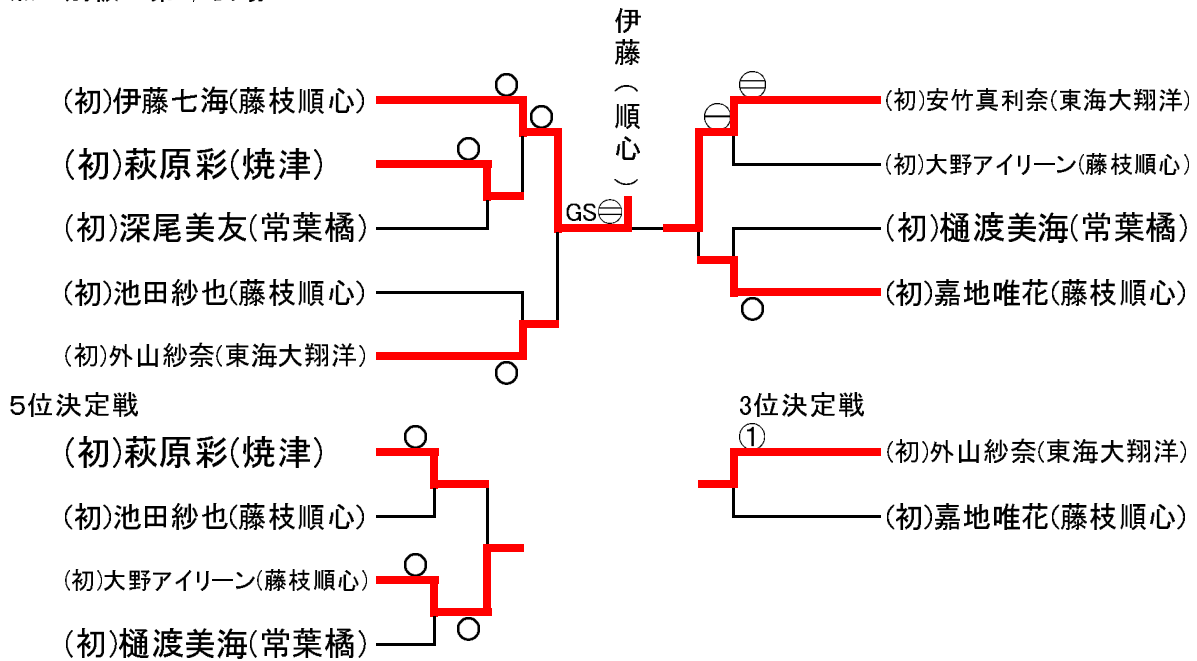 伊藤（順心）
(初)伊藤七海(藤枝順心)
(初)萩原彩(焼津)
(初)深尾美友(常葉橘)
(初)池田紗也(藤枝順心)
(初)外山紗奈(東海大翔洋)
GS
(初)安竹真利奈(東海大翔洋)
(初)大野アイリーン(藤枝順心)
(初)樋渡美海(常葉橘)
(初)嘉地唯花(藤枝順心)
5位決定戦
(初)萩原彩(焼津)
(初)池田紗也(藤枝順心)
(初)大野アイリーン(藤枝順心)
(初)樋渡美海(常葉橘)
3位決定戦
①
(初)外山紗奈(東海大翔洋)
(初)嘉地唯花(藤枝順心)